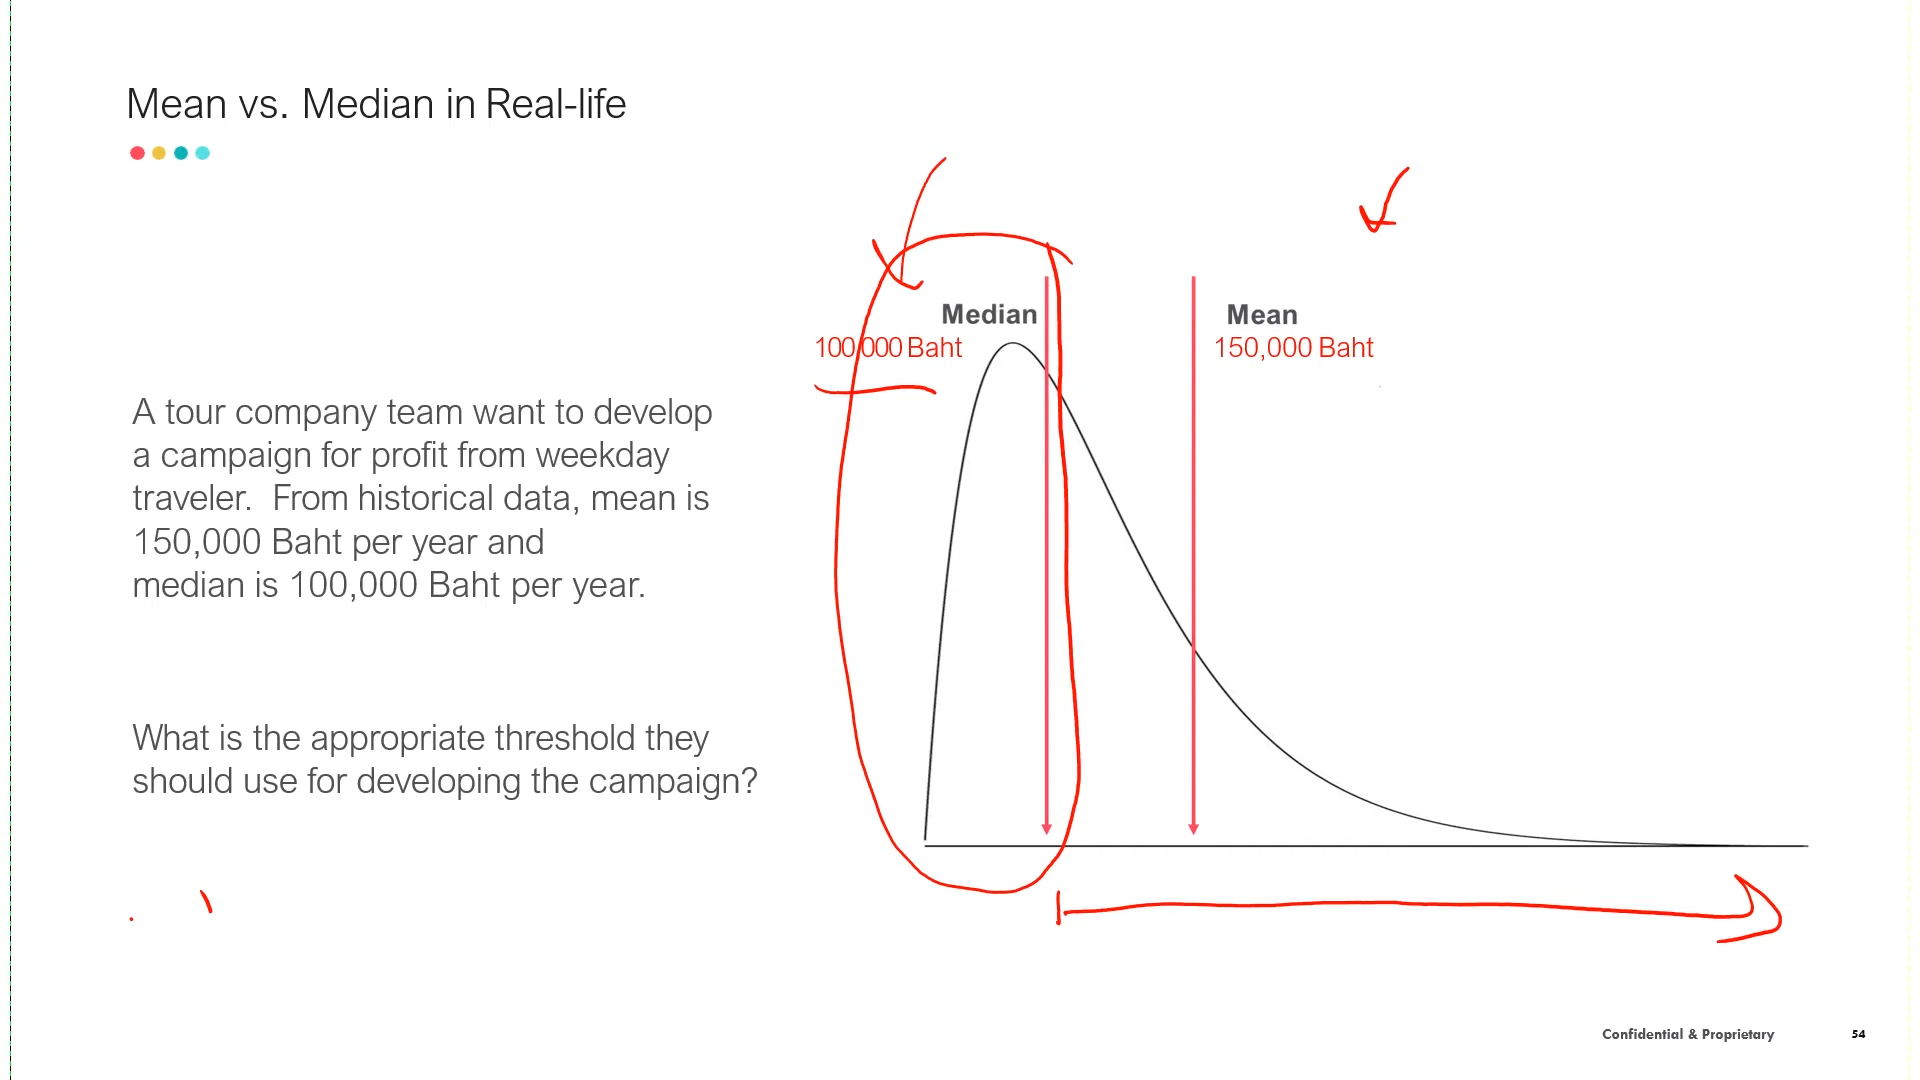 Mean vs. Median in Real-life
Median
100,000 Baht
Mean
150,000 Baht
A tour company team want to develop
a campaign for profit from weekday
traveler. From historical data, mean is
150,000 Baht per year and
median is 100,000 Baht per year.
What is the appropriate threshold they
should use for developing the campaign?
Confidential & Proprietary
54